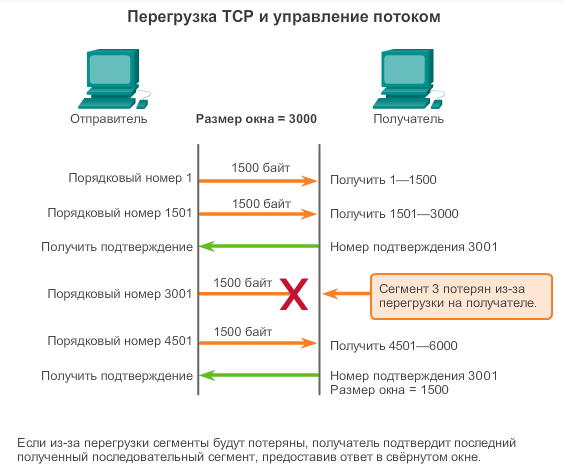 Перегрузка TCP и управление потоком
Отправитель
Размер окна = 3000
Получатель
1500 байт
Порядковый номер 1
Получить 1—1500
1500 байт
Порядковый номер 1501
Получить 1501—3000
Получить подтверждение
Номер подтверждения 3001
1500 байт
Порядковый номер 3001
X
Сегмент 3 потерян из-за
перегрузки на получателе.
1500 байт
Порядковый номер 4501
Получить 4501—6000
Получить подтверждение
Номер подтверждения 3001
Размер окна = 1500
Если из-за перегрузки сегменты будут потеряны, получатель подтвердит последний
полученный последовательный сегмент, предоставив ответ в свёрнутом окне.